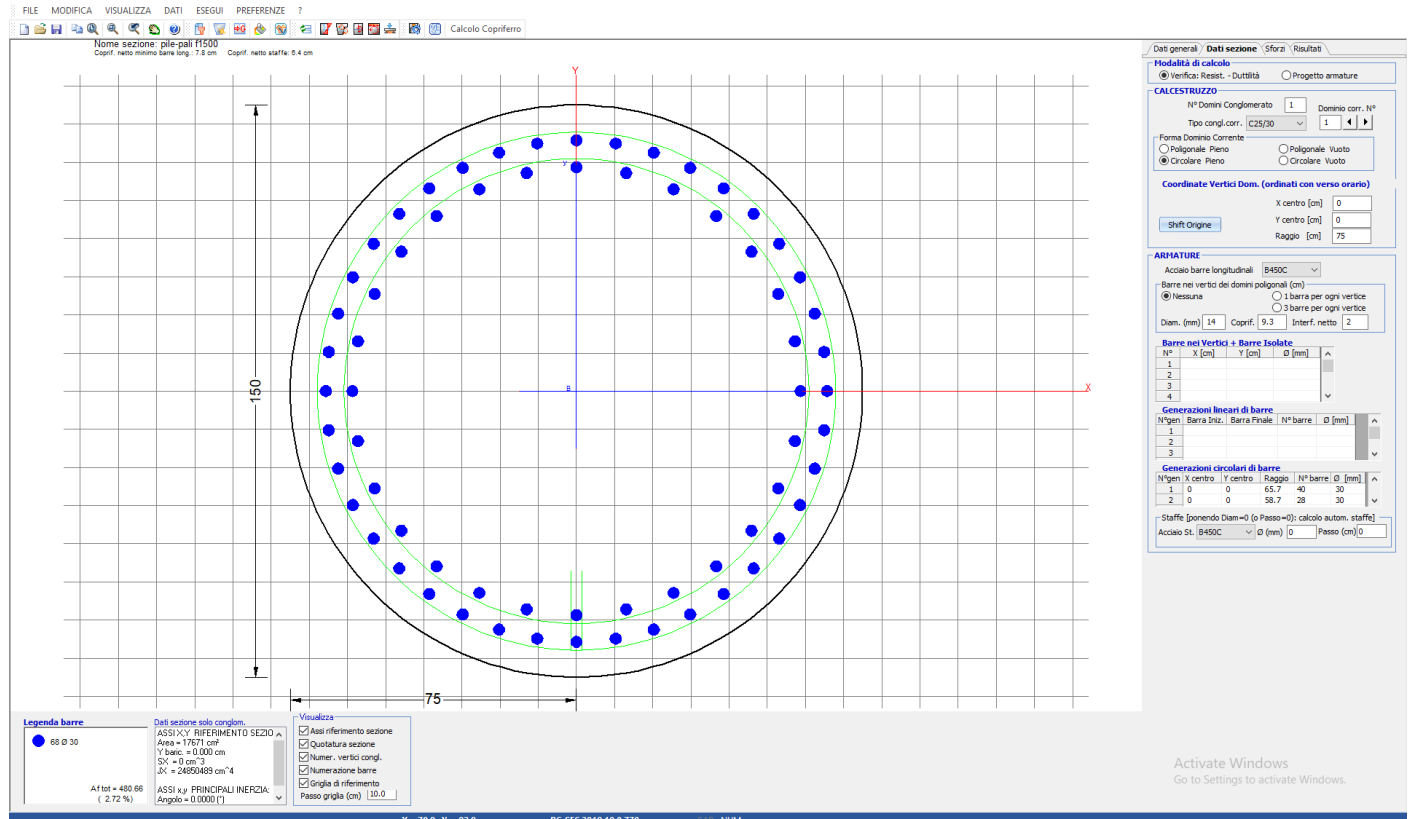 FILE MODIFICA VISUALIZZA DATI ESEGUI PREFERENZE ?
Calcolo Copriferro
Nome sezione: pile-pali f1500
Coprif. netto minimo barre long.: 7.8 cm Coprif. netto staffe: 6.4 cm
Y
y
B
X
150
75
Dati generali Dati sezione Sforzi Risultati
Modalità di calcolo
Verifica: Resist. - Duttilità Progetto armature
CALCESTRUZZO
N° Domini Conglomerato 1 Dominio corr. N°
Tipo congl.corr. C25/30 1
Forma Dominio Corrente
Poligonale Pieno Poligonale Vuoto
Circolare Pieno Circolare Vuoto
Coordinate Vertici Dom. (ordinati con verso orario)
X centro [cm] 0
Shift Origine Y centro [cm] 0
Raggio [cm] 75
ARMATURE
Acciaio barre longitudinali B450C
Barre nei vertici dei domini poligonali (cm)
Nessuna 1 barra per ogni vertice
3 barre per ogni vertice
Diam. (mm) 14 Coprif. 9.3 Interf. netto 2
Barre nei Vertici + Barre Isolate
N° X [cm] Y [cm] Ø [mm]
1
2
3
4
Generazioni lineari di barre
N°gen Barra Iniz. Barra Finale N° barre Ø [mm]
1
2
3
Generazioni circolari di barre
N°gen X centro Y centro Raggio N° barre Ø [mm]
1 0 0 65.7 40 30
2 0 0 58.7 28 30
Staffe [ponendo Diam=0 (o Passo=0): calcolo autom. staffe]
Acciaio St. B450C Ø (mm) 0 Passo (cm) 0
Legenda barre
68 Ø 30
Af tot = 480.66
( 2.72 %)
Dati sezione solo conglom.
ASSI X,Y RIFERIMENTO SEZIO
Area = 17671 cm²
Y baric. = 0.000 cm
SX = 0 cm^3
JX = 24850489 cm^4
ASSI x,y PRINCIPALI INERZIA:
Angolo = 0.0000 (°)
Visualizza
Assi riferimento sezione
Quotatura sezione
Numer. vertici congl.
Numerazione barre
Griglia di riferimento
Passo griglia (cm) 10.0
Activate Windows
Go to Settings to activate Windows.